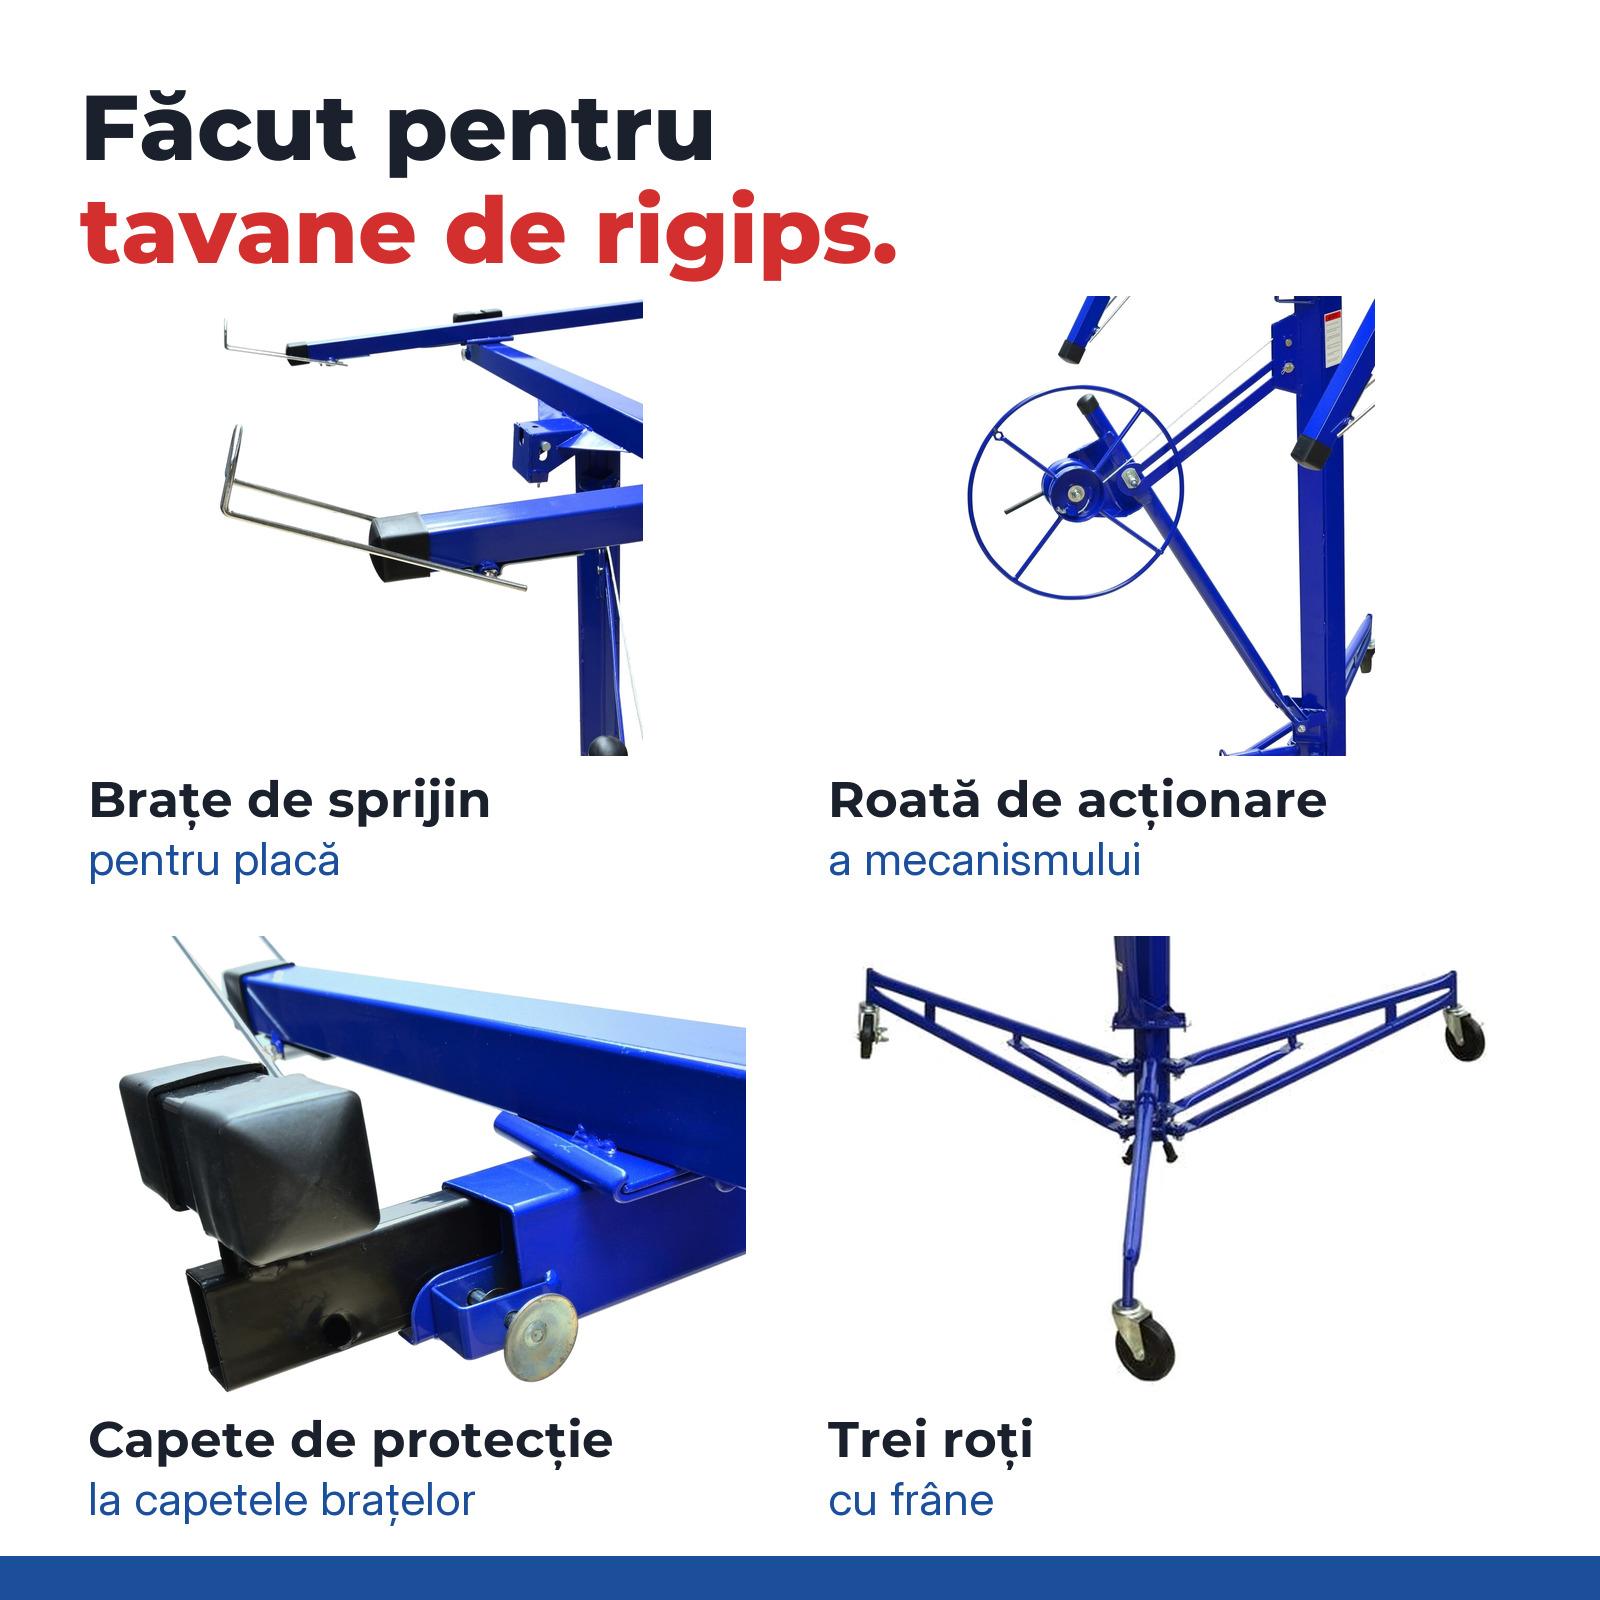 Făcut pentru
tavane de rigips.
Brațe de sprijin
pentru placă
Roată de acționare
a mecanismului
Capete de protecție
la capetele brațelor
Trei roți
cu frâne